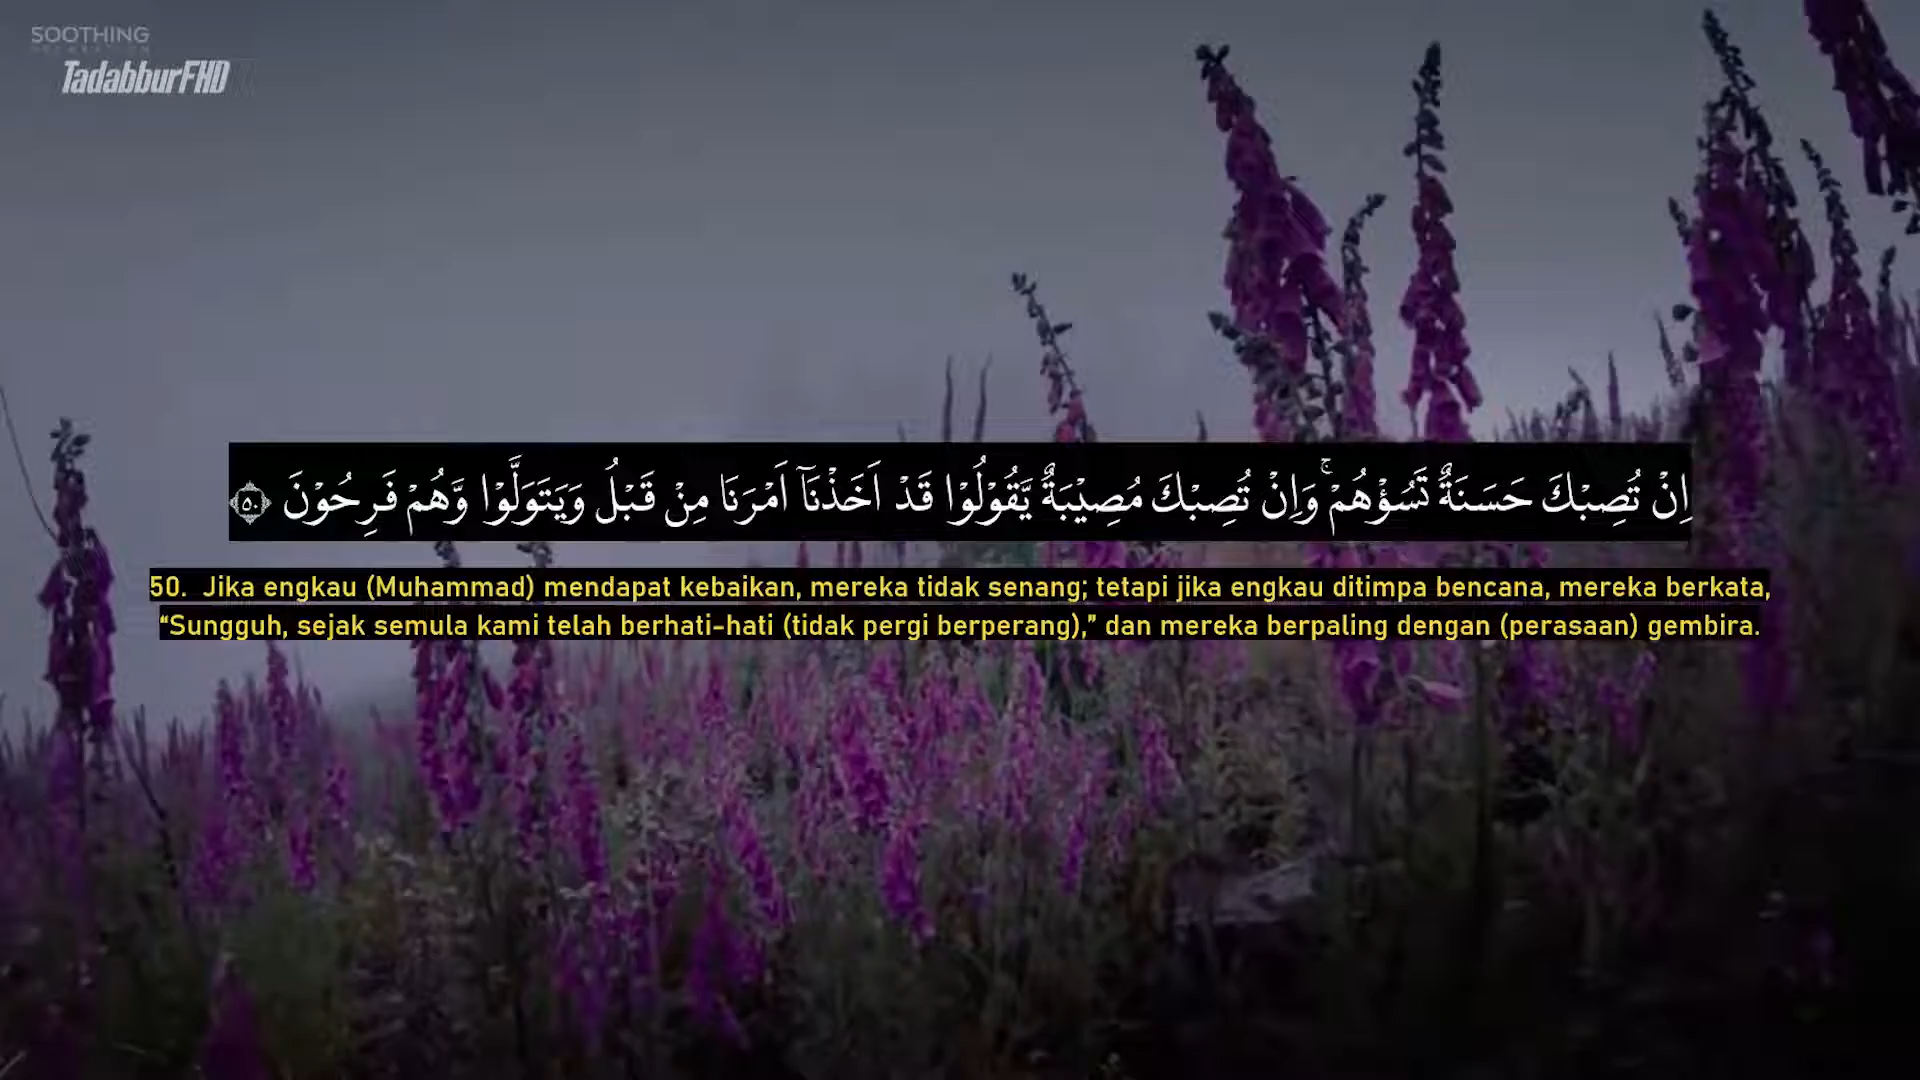 SOOTHING
TadabburFHD
اِنْ تُصِبْكَ حَسَنَةٌ تَسُؤْهُمْۚ وَاِنْ تُصِبْكَ مُصِيْبَةٌ يَّقُوْلُوْا قَدْ اَخَذْنَآ اَمْرَنَا مِنْ قَبْلُ وَيَتَوَلَّوْا وَّهُمْ فَرِحُوْنَ ۝٥٠
50. Jika engkau (Muhammad) mendapat kebaikan, mereka tidak senang; tetapi jika engkau ditimpa bencana, mereka berkata,
“Sungguh, sejak semula kami telah berhati-hati (tidak pergi berperang),” dan mereka berpaling dengan (perasaan) gembira.